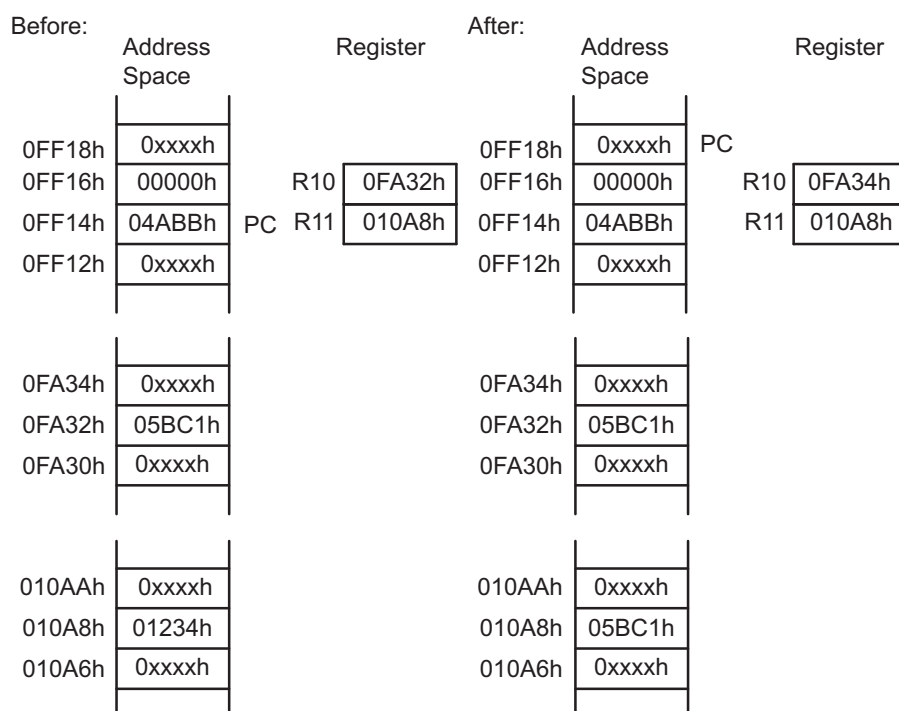 Before:
Address
Space
Register
0FF18h 0xxxxh
0FF16h 00000h R10 0FA32h
0FF14h 04ABBh PC R11 010A8h
0FF12h 0xxxxh
0FA34h 0xxxxh
0FA32h 05BC1h
0FA30h 0xxxxh
010AAh 0xxxxh
010A8h 01234h
010A6h 0xxxxh
After:
Address
Space
Register
0FF18h 0xxxxh PC
0FF16h 00000h R10 0FA34h
0FF14h 04ABBh R11 010A8h
0FF12h 0xxxxh
0FA34h 0xxxxh
0FA32h 05BC1h
0FA30h 0xxxxh
010AAh 0xxxxh
010A8h 05BC1h
010A6h 0xxxxh